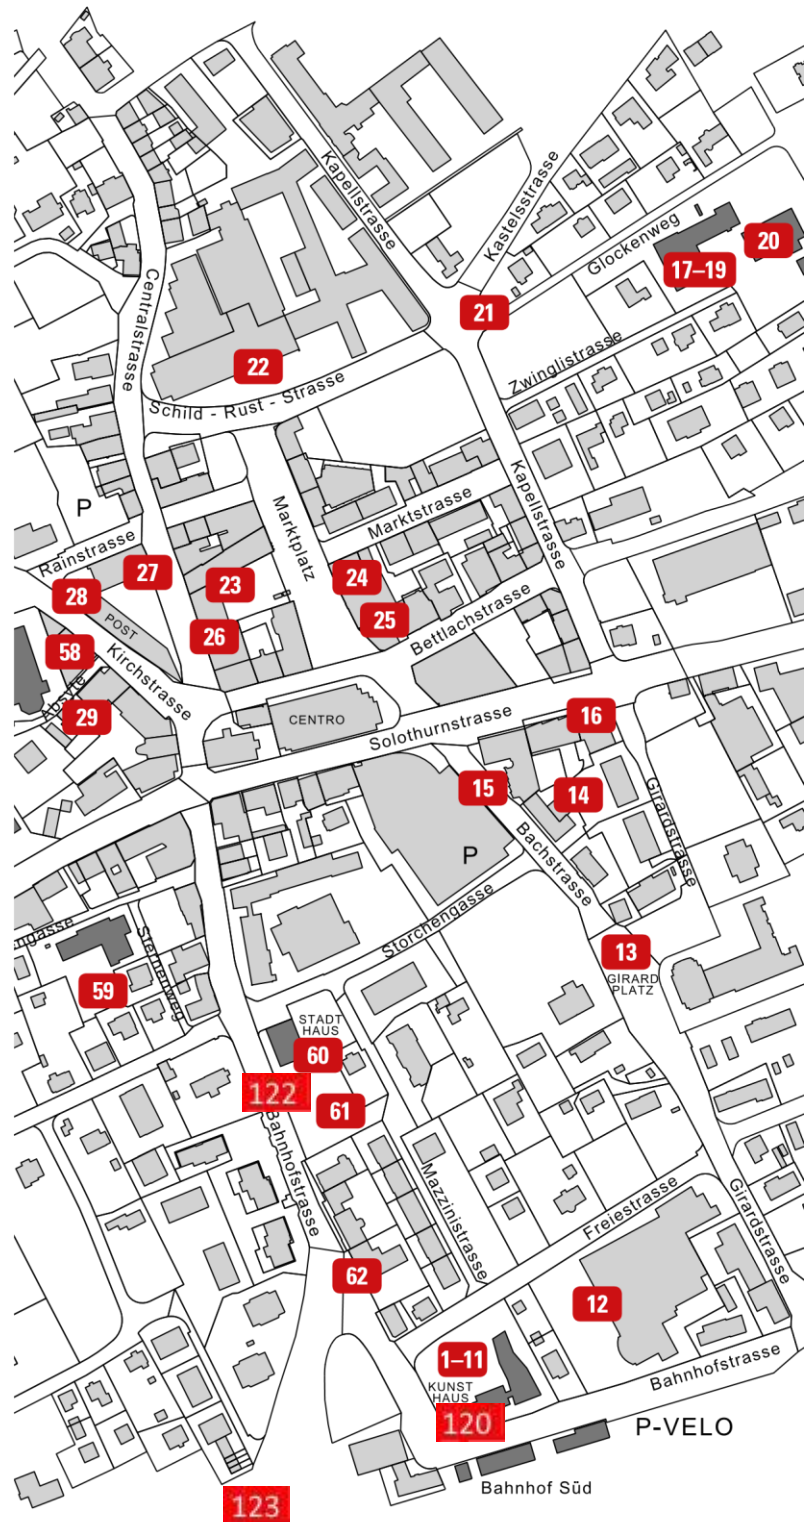 Kapellstrasse
Kastelsstrasse
Glockenweg
20
17–19
21
Centralstrasse
22
Zwinglistrasse
Schild - Rust - Strasse
Kapellstrasse
P
Marktplatz
Marktstrasse
Rainstrasse
27
23
24
28
POST
26
25
Bettlachstrasse
58
Kirchstrasse
29
CENTRO
Solothurnstrasse
16
15
14
Girardstrasse
Bachstrasse
P
Storchengasse
ngasse
Sternenweg
13
GIRARD
PLATZ
59
STADT
HAUS
60
122
61
Bahnhofstrasse
Mazzinistrasse
Freiestrasse
Girardstrasse
62
12
1–11
KUNST
HAUS
120
Bahnhofstrasse
P-VELO
Bahnhof Süd
123